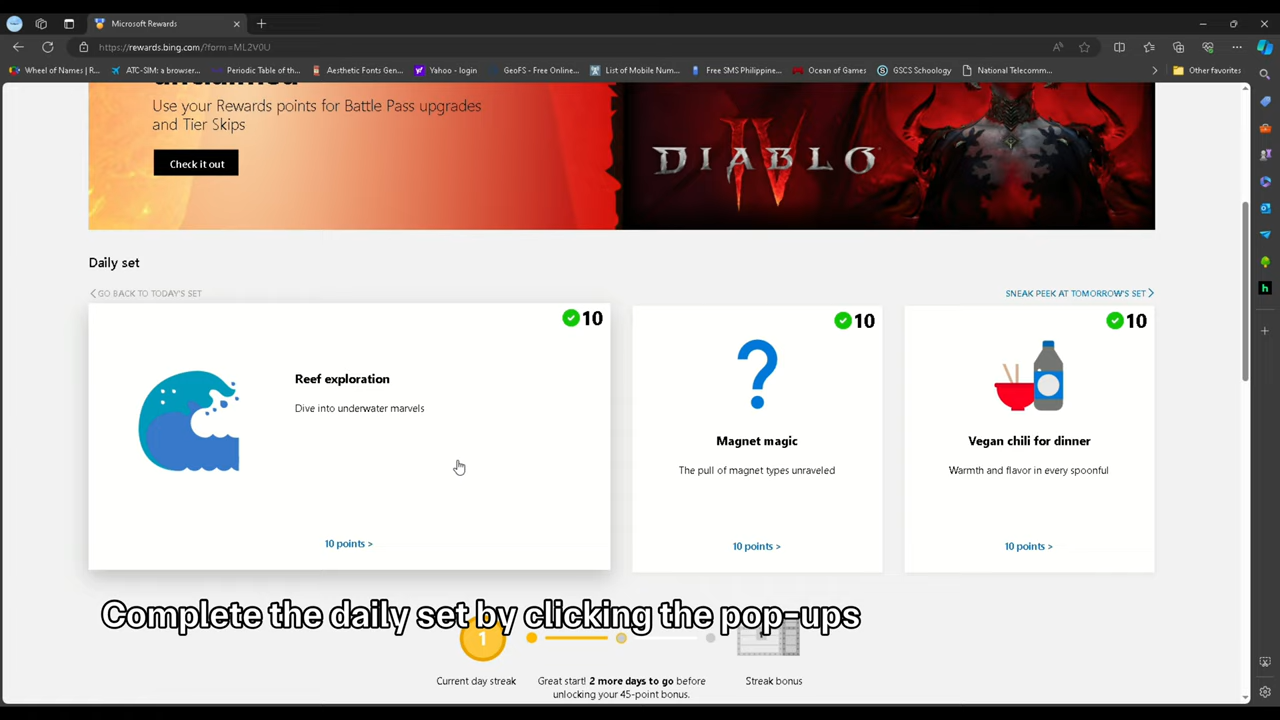 Microsoft Rewards
https://rewards.bing.com/?form=ML2V0U
Wheel of Names | R...
ATC-SIM: a browser...
Periodic Table of th...
Aesthetic Fonts Gen...
Yahoo - login
GeoFS - Free Online...
List of Mobile Num...
Free SMS Philippine...
Ocean of Games
GSCS Schoology
National Telecomm...
Other favorites
Use your Rewards points for Battle Pass upgrades
and Tier Skips
Check it out
DIABLO
IV
Daily set
GO BACK TO TODAY'S SET
SNEAK PEEK AT TOMORROW'S SET
10
10
10
Reef exploration
Dive into underwater marvels
10 points >
Magnet magic
The pull of magnet types unraveled
10 points >
Vegan chili for dinner
Warmth and flavor in every spoonful
10 points >
Complete the daily set by clicking the pop-ups
1
Current day streak
Great start! 2 more days to go before
unlocking your 45-point bonus.
Streak bonus